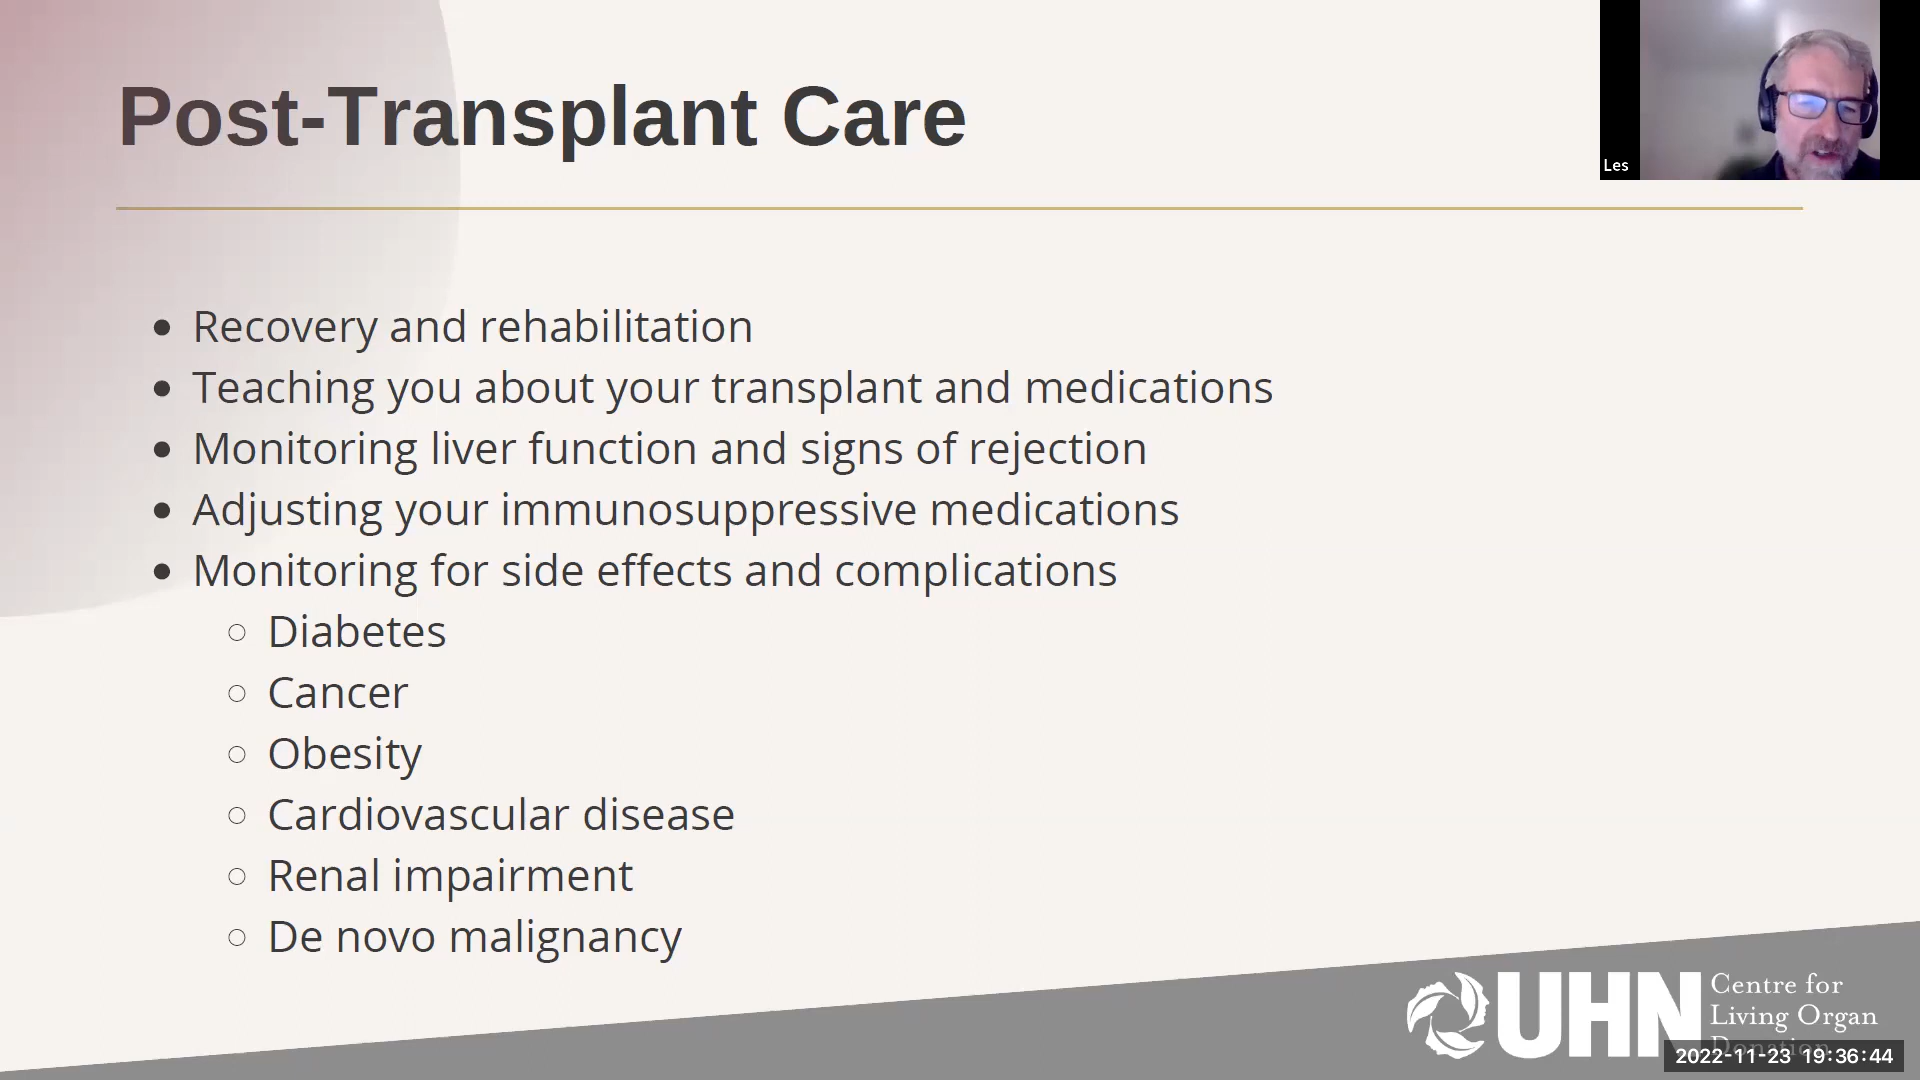 Post-Transplant Care
Les
Recovery and rehabilitation
Teaching you about your transplant and medications
Monitoring liver function and signs of rejection
Adjusting your immunosuppressive medications
Monitoring for side effects and complications
Diabetes
Cancer
Obesity
Cardiovascular disease
Renal impairment
De novo malignancy
UHN
Centre for
Living Organ
Donation
2022-11-23 19:36:44